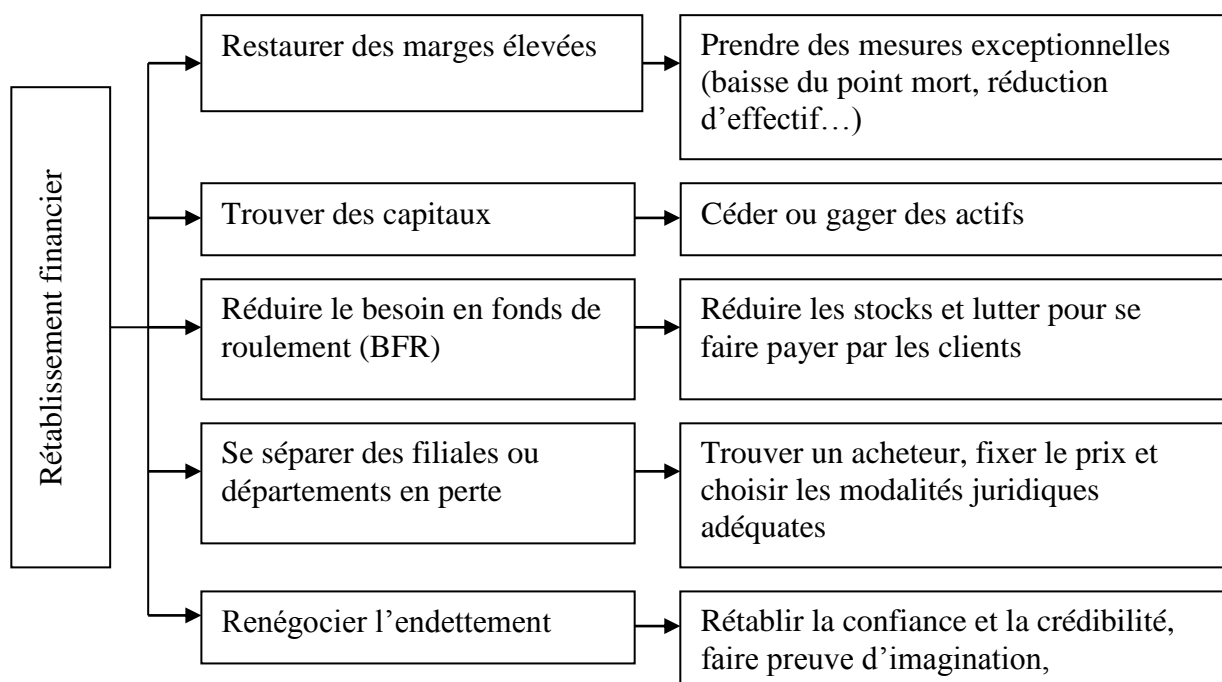 Rétablissement financier
Restaurer des marges élevées
Prendre des mesures exceptionnelles
(baisse du point mort, réduction
d’effectif…)
Trouver des capitaux
Céder ou gager des actifs
Réduire le besoin en fonds de
roulement (BFR)
Réduire les stocks et lutter pour se
faire payer par les clients
Se séparer des filiales ou
départements en perte
Trouver un acheteur, fixer le prix et
choisir les modalités juridiques
adéquates
Renégocier l’endettement
Rétablir la confiance et la crédibilité,
faire preuve d’imagination,